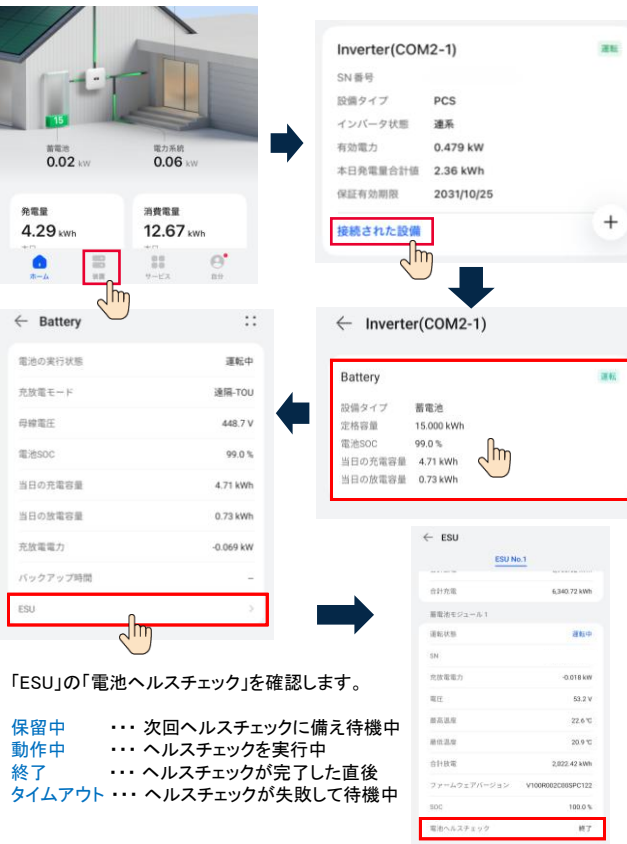 15
蓄電池
0.02 kW
電力系統
0.06 kW
発電量
4.29 kWh
本日
消費電量
12.67 kWh
本日
ホーム
装置
サービス
自分
Inverter(COM2-1)
運転
SN番号
設備タイプ PCS
インバータ状態 連系
有効電力 0.479 kW
本日発電量合計値 2.36 kWh
保証有効期限 2031/10/25
接続された設備
+
← Inverter(COM2-1)
Battery
運転
設備タイプ 蓄電池
定格容量 15.000 kWh
電池SOC 99.0 %
当日の充電容量 4.71 kWh
当日の放電容量 0.73 kWh
← Battery
電池の実行状態 運転中
充放電モード 遠隔-TOU
母線電圧 448.7 V
電池SOC 99.0 %
当日の充電容量 4.71 kWh
当日の放電容量 0.73 kWh
充放電電力 -0.069 kW
バックアップ時間 –
ESU >
← ESU
ESU No.1
合計充電 6,340.72 kWh
蓄電池モジュール 1
運転状態 運転中
SN
充放電電力 -0.018 kW
電圧 53.2 V
最高温度 22.6 ℃
最低温度 20.9 ℃
合計放電 2,822.42 kWh
ファームウェアバージョン V100R002C00SPC122
SOC 100.0 %
電池ヘルスチェック 終了
「ESU」の「電池ヘルスチェック」を確認します。
保留中 ・・・ 次回ヘルスチェックに備え待機中
動作中 ・・・ ヘルスチェックを実行中
終了 ・・・ ヘルスチェックが完了した直後
タイムアウト ・・・ ヘルスチェックが失敗して待機中